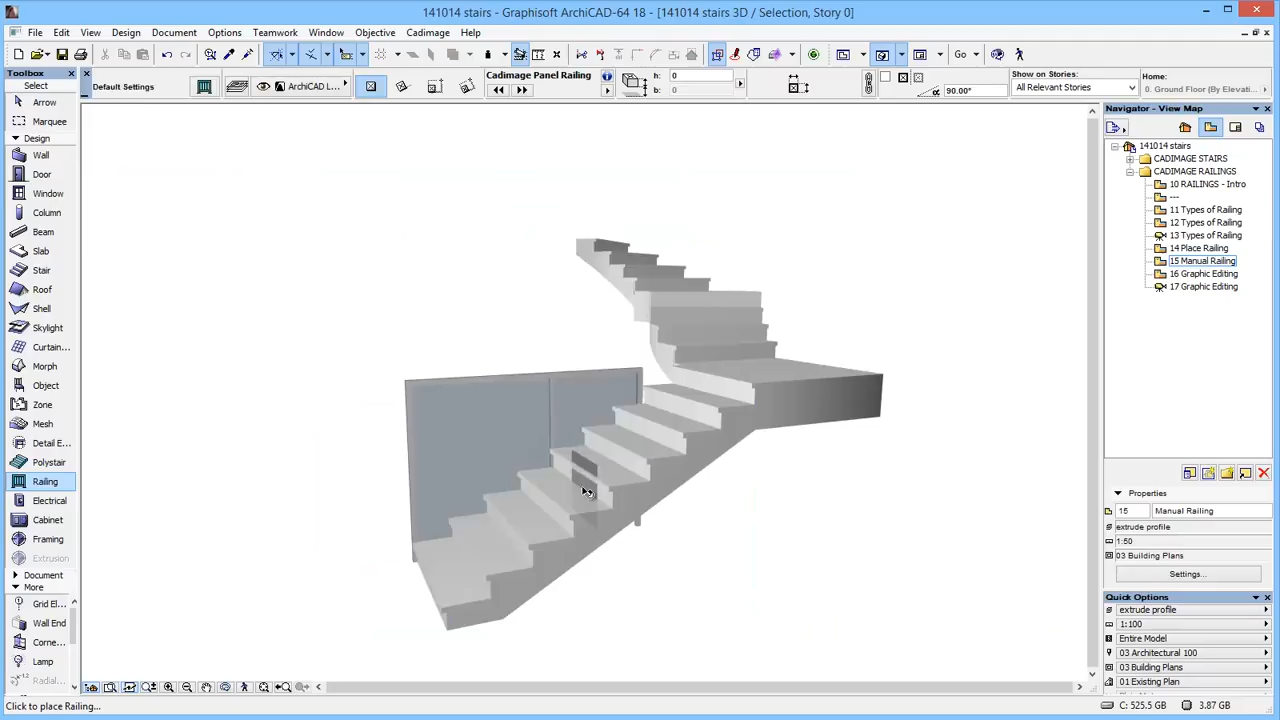 141014 stairs - Graphisoft ArchiCAD-64 18 - [141014 stairs 3D / Selection, Story 0]
File Edit View Design Document Options Teamwork Window Objective Cadimage Help
Go
Toolbox
Select
Arrow
Marquee
Design
Wall
Door
Window
Column
Beam
Slab
Stair
Roof
Shell
Skylight
Curtain...
Morph
Object
Zone
Mesh
Detail E...
Polystair
Railing
Electrical
Cabinet
Framing
Extrusion
Document
More
Grid El...
Wall End
Corne...
Lamp
Radial...
Default Settings
ArchiCAD L...
Cadimage Panel Railing
h: 0
b: 0
90.00°
Show on Stories:
All Relevant Stories
Home:
0. Ground Floor (By Elevati...
Navigator - View Map
141014 stairs
CADIMAGE STAIRS
CADIMAGE RAILINGS
10 RAILINGS - Intro
---
11 Types of Railing
12 Types of Railing
13 Types of Railing
14 Place Railing
15 Manual Railing
16 Graphic Editing
17 Graphic Editing
Properties
15 Manual Railing
extrude profile
1:50
03 Building Plans
Settings...
Quick Options
extrude profile
1:100
Entire Model
03 Architectural 100
03 Building Plans
01 Existing Plan
Click to place Railing...
C: 525.5 GB
3.87 GB